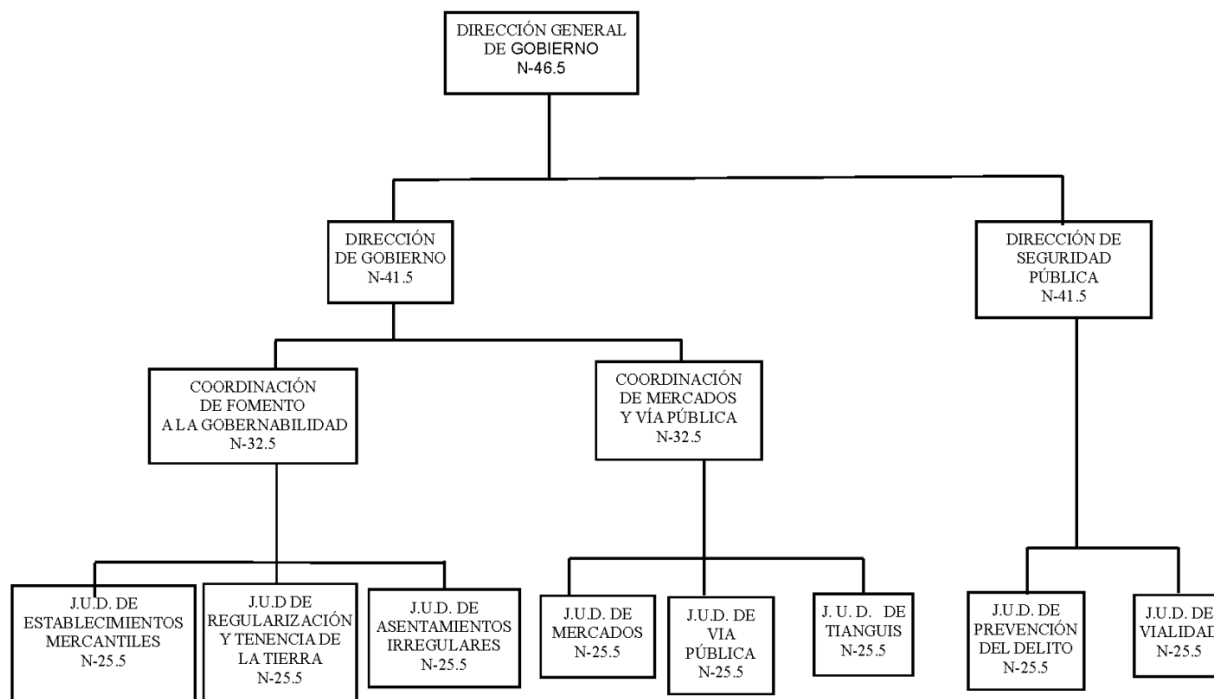 DIRECCIÓN GENERAL
DE GOBIERNO
N-46.5
DIRECCIÓN
DE GOBIERNO
N-41.5
DIRECCIÓN DE
SEGURIDAD
PÚBLICA
N-41.5
COORDINACIÓN
DE FOMENTO
A LA GOBERNABILIDAD
N-32.5
COORDINACIÓN
DE MERCADOS
Y VÍA PÚBLICA
N-32.5
J.U.D. DE
ESTABLECIMIENTOS
MERCANTILES
N-25.5
J.U.D DE
REGULARIZACIÓN
Y TENENCIA DE
LA TIERRA
N-25.5
J.U.D. DE
ASENTAMIENTOS
IRREGULARES
N-25.5
J.U.D. DE
MERCADOS
N-25.5
J.U.D. DE
VIA
PÚBLICA
N-25.5
J. U. D. DE
TIANGUIS
N-25.5
J.U.D. DE
PREVENCIÓN
DEL DELITO
N-25.5
J.U.D. DE
VIALIDAD
N-25.5